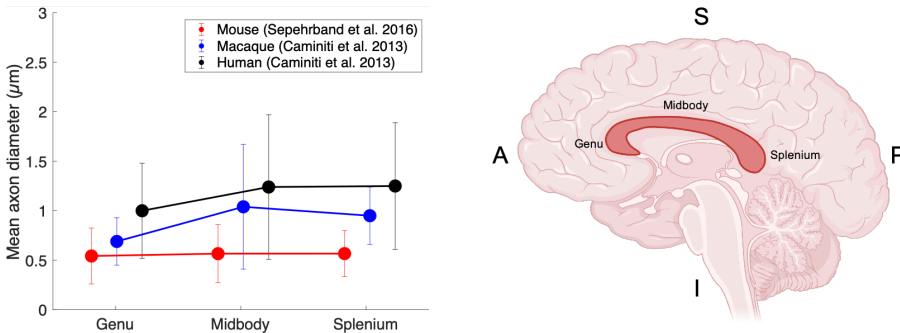 Mean axon diameter (µm)
3
2.5
2
1.5
1
0.5
0
Mouse (Sepehrband et al. 2016)
Macaque (Caminiti et al. 2013)
Human (Caminiti et al. 2013)
Genu Midbody Splenium
S
A
P
I
Midbody
Genu
Splenium